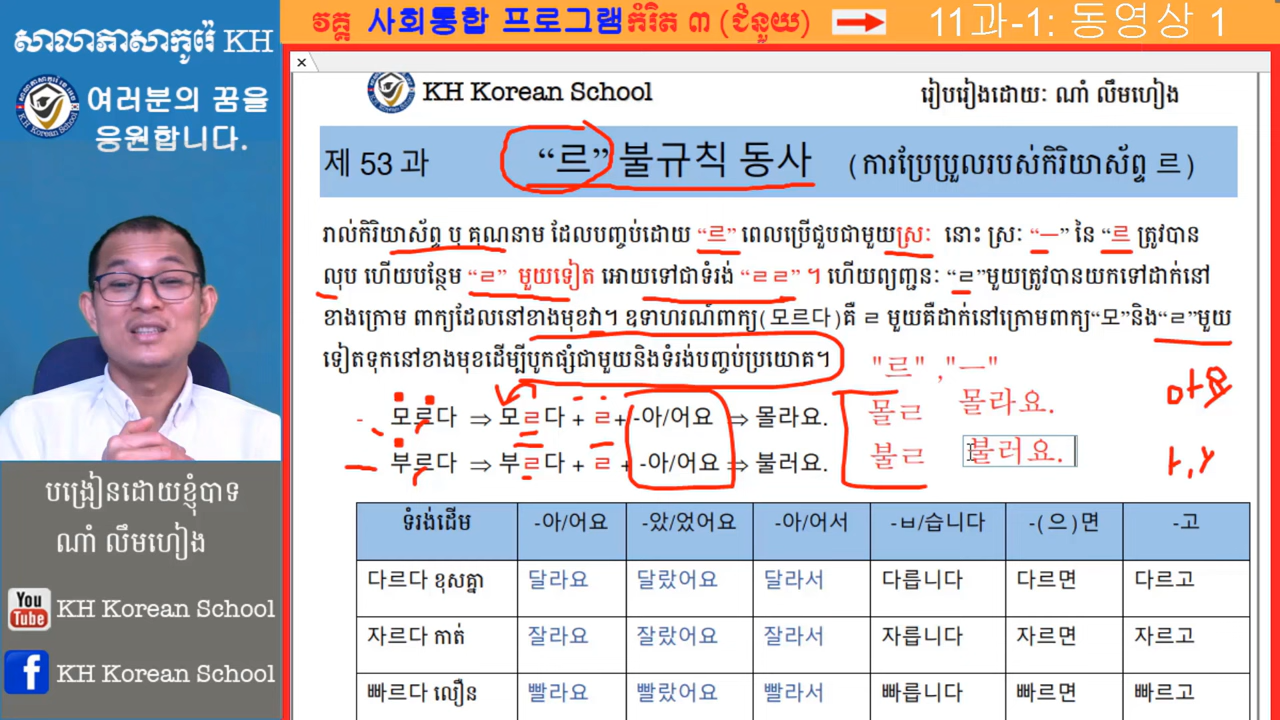 សាលាភាសាកូរ៉េ KH
여러분의 꿈을
응원합니다.
បង្រៀនដោយខ្ញុំបាទ
ណាំ លឹមហៀង
You Tube KH Korean School
f KH Korean School
វគ្គ 사회통합 프로그램កំរិត ៣ (ជំនួយ) 11과-1: 동영상 1
KH Korean School រៀបរៀងដោយៈ ណាំ លឹមហៀង
제 53 과 “르” 불규칙 동사 (ការប្រែប្រួលរបស់កិរិយាស័ព្ទ 르)
រាល់កិរិយាស័ព្ទ ឬ គុណនាម ដែលបញ្ចប់ដោយ “르” ពេលប្រើជួបជាមួយស្រៈ នោះ ស្រៈ “ㅡ” នៃ “르 ត្រូវបាន
លុប ហើយបន្ថែម “ㄹ” មួយទៀត អោយទៅជាទំរង់ “ㄹㄹ” ។ ហើយព្យញ្ជនៈ “ㄹ”មួយត្រូវបានយកទៅដាក់នៅ
ខាងក្រោម ពាក្យដែលនៅខាងមុខវា។ ឧទាហរណ៍ពាក្យ(모르다)គឺ ㄹ មួយគឺដាក់នៅក្រោមពាក្យ“모”និង“ㄹ”មួយ
ទៀតទុកនៅខាងមុខដើម្បីបូកផ្សំជាមួយនិងទំរង់បញ្ចប់ប្រយោគ។ "르" ,"ㅡ"
- 모르다 ⇒ 모ㄹ다 + ㄹ+ -아/어요 ⇒ 몰라요. 몰ㄹ 몰라요. 아요
부르다 ⇒ 부ㄹ다 + ㄹ + -아/어요 ⇒ 불러요. 불ㄹ 불러요.
ទំរង់ដើម -아/어요 -았/었어요 -아/어서 -ㅂ/습니다 -(으)면 -고
다르다 ខុសគ្នា 달라요 달랐어요 달라서 다릅니다 다르면 다르고
자르다 កាត់ 잘라요 잘랐어요 잘라서 자릅니다 자르면 자르고
빠르다 លឿន 빨라요 빨랐어요 빨라서 빠릅니다 빠르면 빠르고